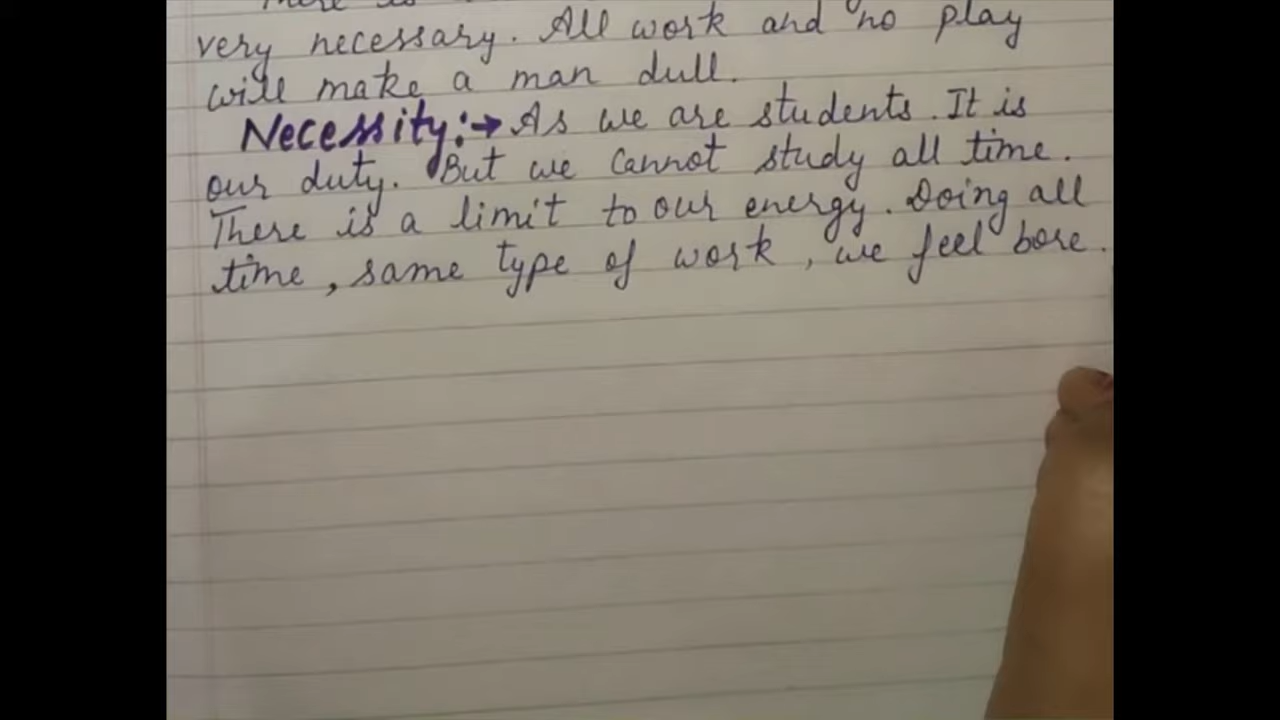 There is
very necessary. All work and no play
will make a man dull.
Necessity:→ As we are students. It is
our duty. But we cannot study all time.
There is a limit to our energy. Doing all
time, same type of work, we feel bore.